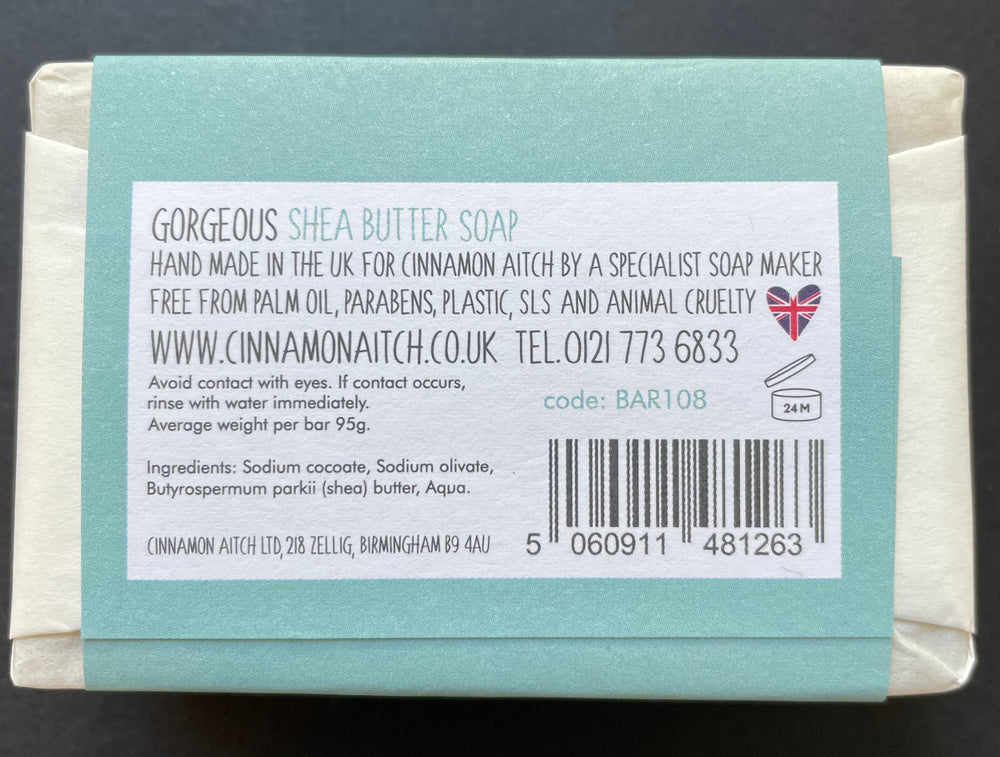 GORGEOUS SHEA BUTTER SOAP
HAND MADE IN THE UK FOR CINNAMON AITCH BY A SPECIALIST SOAP MAKER
FREE FROM PALM OIL, PARABENS, PLASTIC, SLS AND ANIMAL CRUELTY
WWW.CINNAMONAITCH.CO.UK TEL.0121 773 6833
Avoid contact with eyes. If contact occurs,
rinse with water immediately.
Average weight per bar 95g.
code: BAR108
24M
Ingredients: Sodium cocoate, Sodium olivate,
Butyrospermum parkii (shea) butter, Aqua.
CINNAMON AITCH LTD, 218 ZELLIG, BIRMINGHAM B9 4AU
5 060911 481263